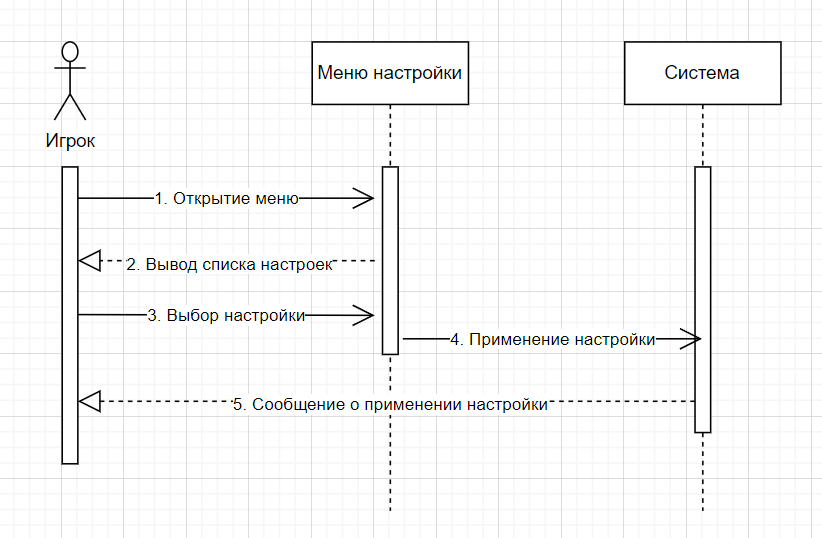 Меню настройки
Система
Игрок
1. Открытие меню
2. Вывод списка настроек
3. Выбор настройки
4. Применение настройки
5. Сообщение о применении настройки